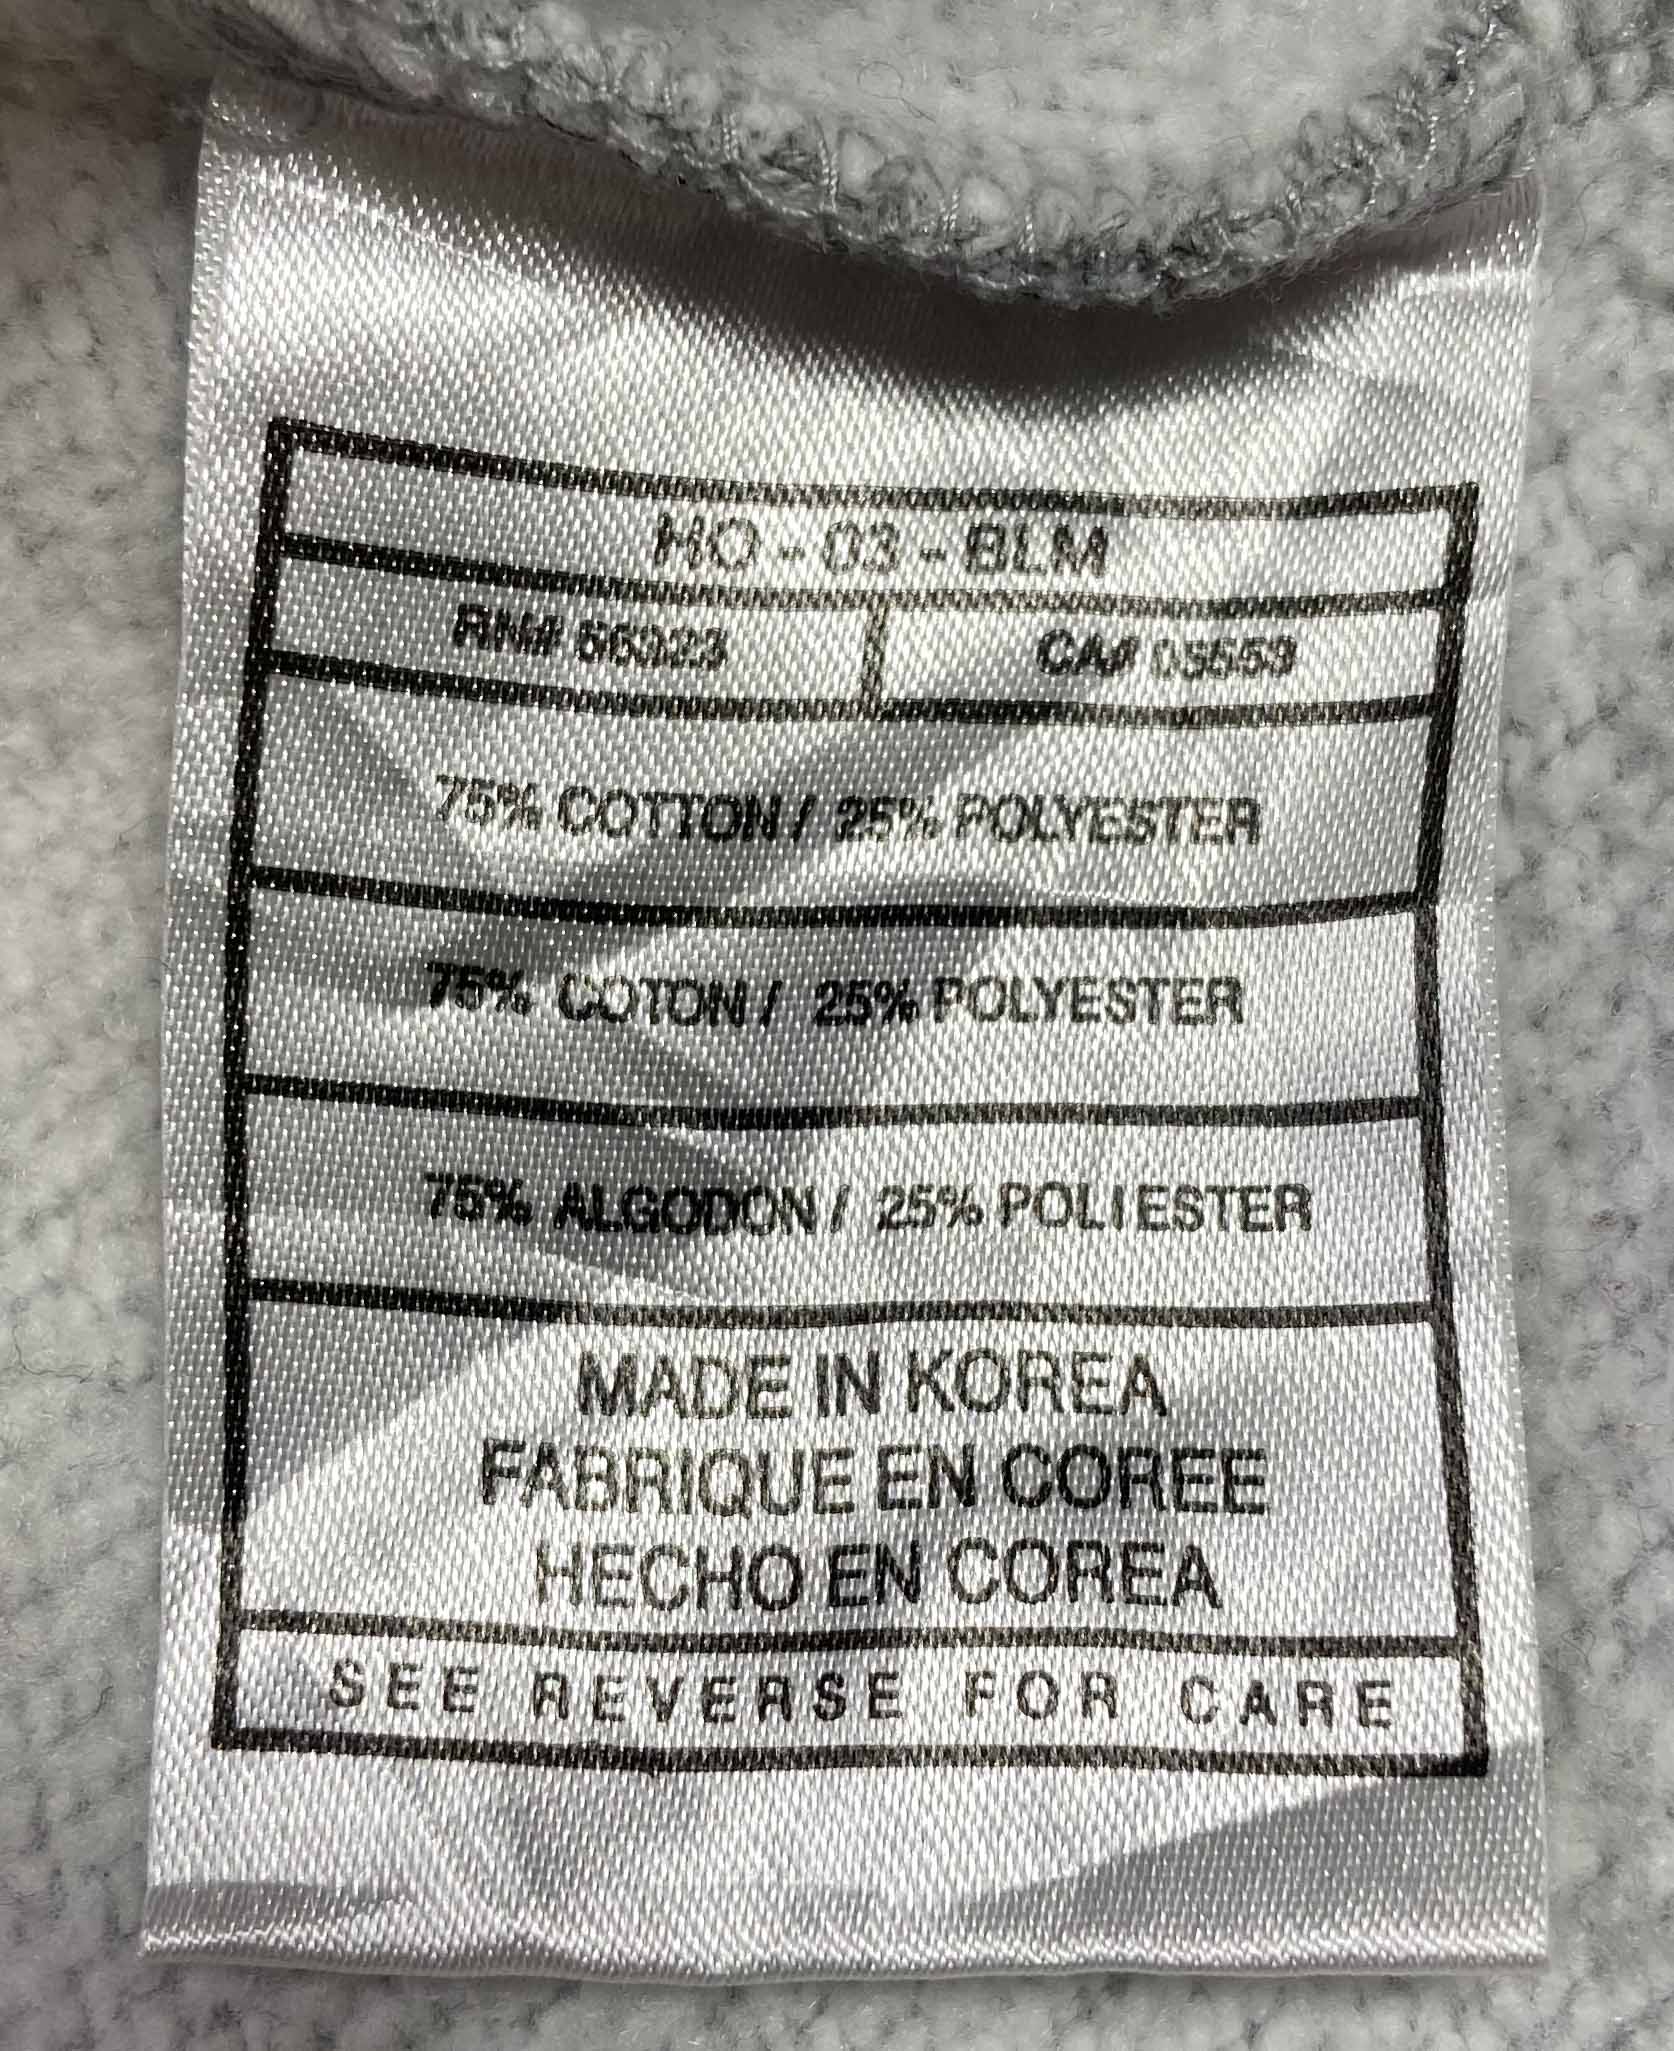 HO - 03 - BLM
RN# 56323 CA# 05553
75% COTTON / 25% POLYESTER
75% COTON / 25% POLYESTER
75% ALGODON / 25% POLIESTER
MADE IN KOREA
FABRIQUE EN COREE
HECHO EN COREA
SEE REVERSE FOR CARE